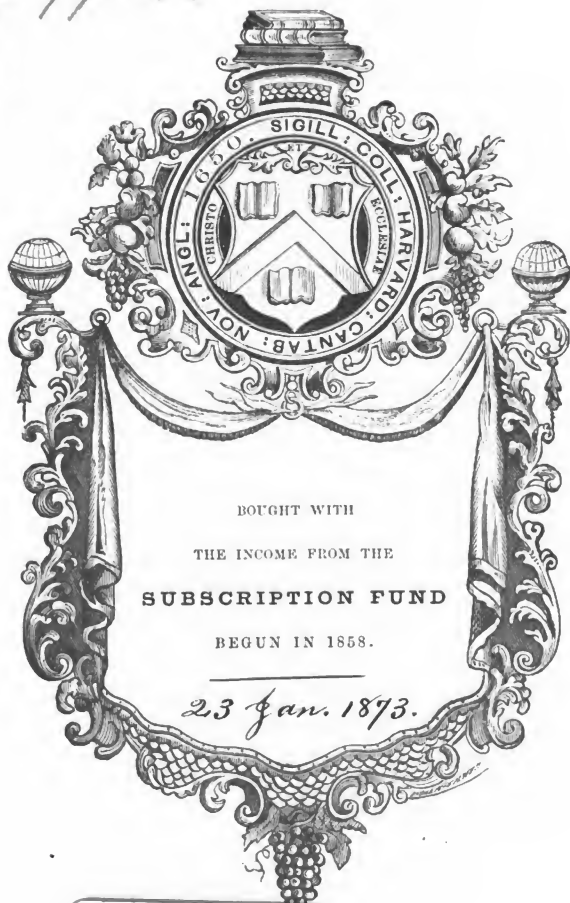 SIGILL: COLL: HARVARD: CANTAB: NOV: ANGL: 1650.
ET
CHRISTO
ECCLESIAE
BOUGHT WITH
THE INCOME FROM THE
SUBSCRIPTION FUND
BEGUN IN 1858.
23 Jan. 1873.